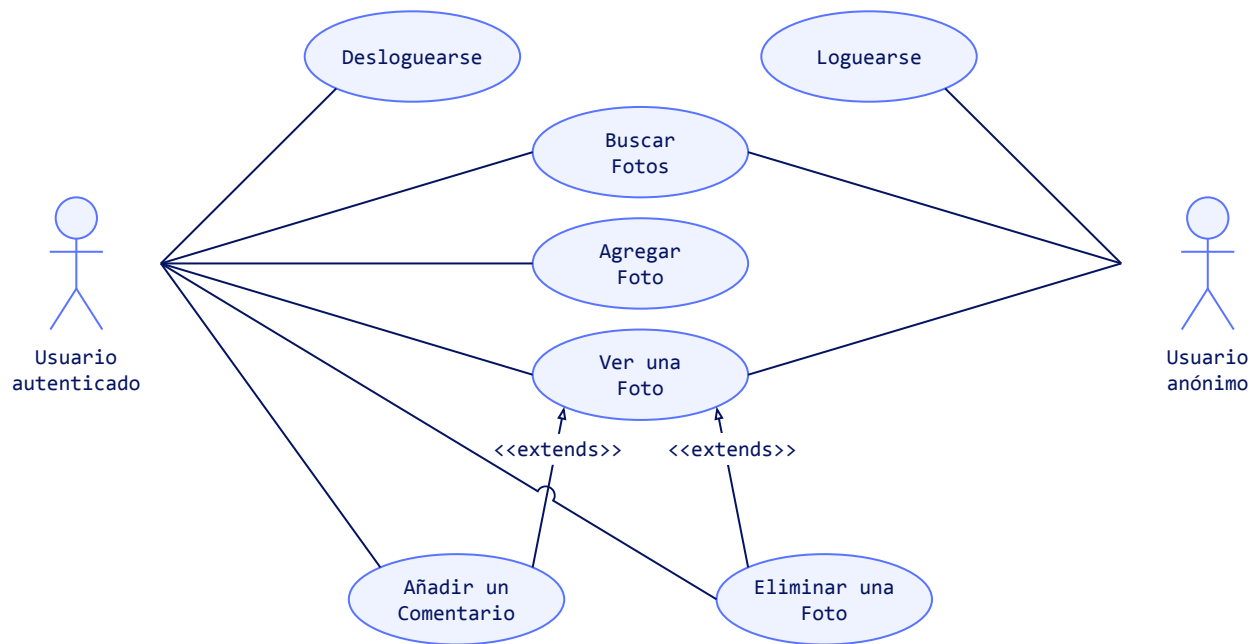 Desloguearse
Loguearse
Buscar
Fotos
Agregar
Foto
Usuario
autenticado
Ver una
Foto
Usuario
anónimo
<<extends>>
<<extends>>
Añadir un
Comentario
Eliminar una
Foto